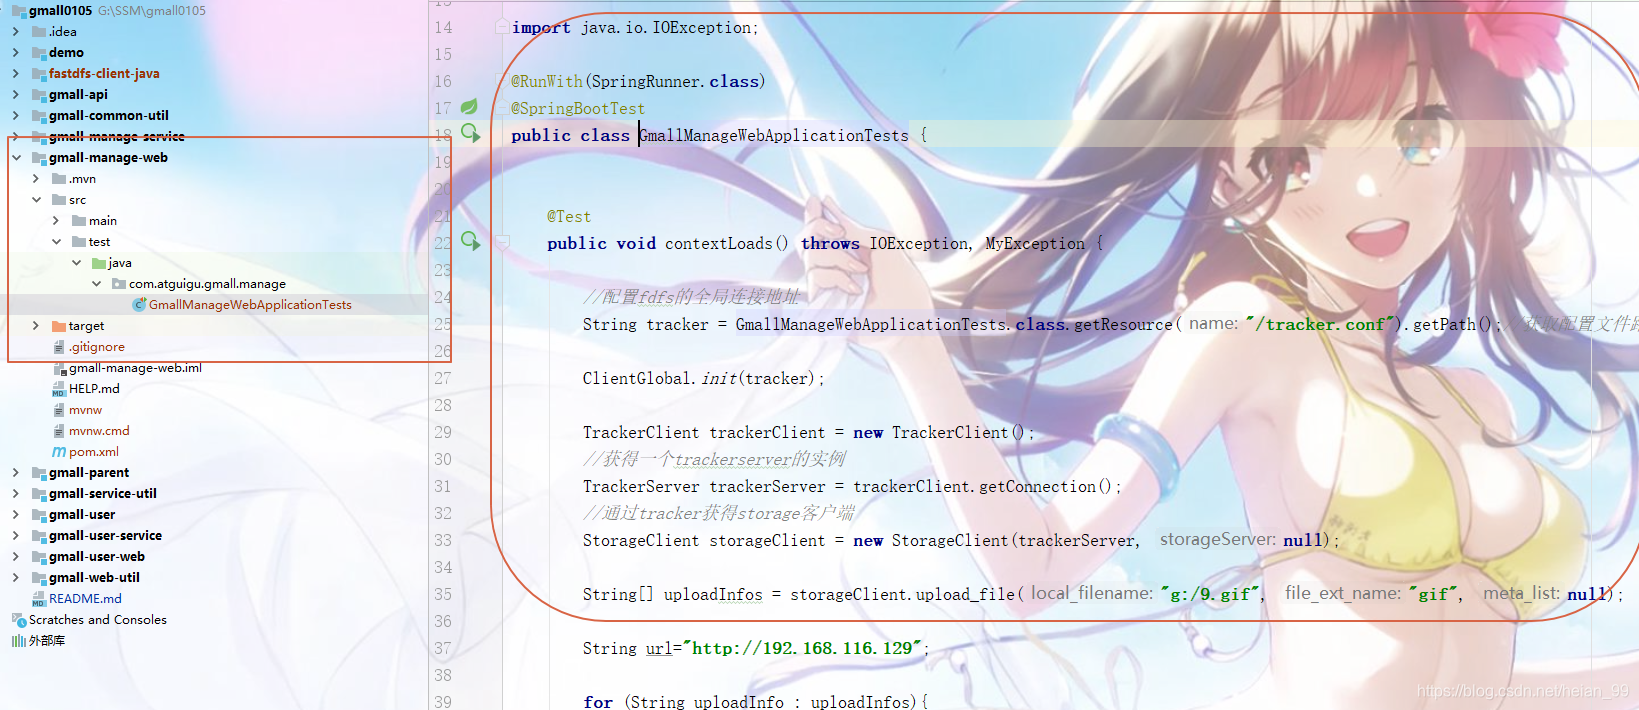 gmall0105 G:\SSM\gmall0105
.idea
demo
fastdfs-client-java
gmall-api
gmall-common-util
gmall-manage-service
gmall-manage-web
.mvn
src
main
test
java
com.atguigu.gmall.manage
GmallManageWebApplicationTests
target
.gitignore
gmall-manage-web.iml
HELP.md
mvnw
mvnw.cmd
pom.xml
gmall-parent
gmall-service-util
gmall-user
gmall-user-service
gmall-user-web
gmall-web-util
README.md
Scratches and Consoles
外部库
14 import java.io.IOException;
15
16 @RunWith(SpringRunner.class)
17 @SpringBootTest
18 public class GmallManageWebApplicationTests {
19
20
21 @Test
22 public void contextLoads() throws IOException, MyException {
23
24 //配置fdfs的全局连接地址
25 String tracker = GmallManageWebApplicationTests.class.getResource( name: "/tracker.conf").getPath();//获取配置文件
26
27 ClientGlobal.init(tracker);
28
29 TrackerClient trackerClient = new TrackerClient();
30 //获得一个trackerserver的实例
31 TrackerServer trackerServer = trackerClient.getConnection();
32 //通过tracker获得storage客户端
33 StorageClient storageClient = new StorageClient(trackerServer, storageServer: null);
34
35 String[] uploadInfos = storageClient.upload_file( local_filename: "g:/9.gif", file_ext_name: "gif", meta_list: null);
36
37 String url="http://192.168.116.129";
38
39 for (String uploadInfo : uploadInfos){
https://blog.csdn.net/heian_99